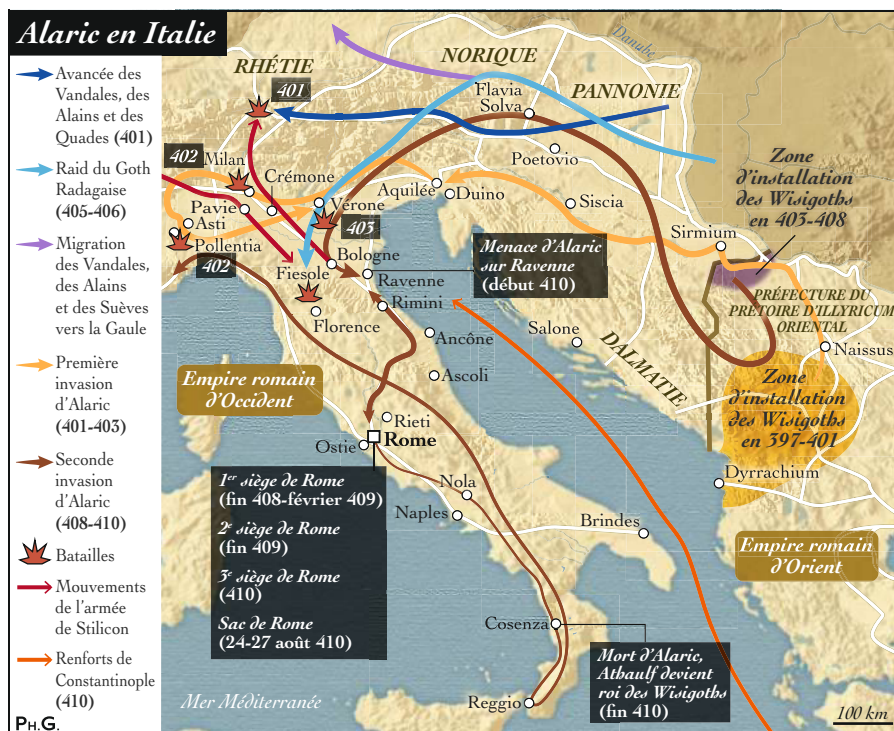 Alaric en Italie
Avancée des
Vandales, des
Alains et des
Quades (401)
Raid du Goth
Radagaise
(405-406)
Migration
des Vandales,
des Alains
et des Suèves
vers la Gaule
Première
invasion
d'Alaric
(401-403)
Seconde
invasion
d'Alaric
(408-410)
Batailles
Mouvements
de l'armée
de Stilicon
Renforts de
Constantinople
(410)
PH.G.
Danube
NORIQUE
RHÉTIE
401
Flavia
Solva
PANNONIE
402
Milan
Crémone
Poetovio
Zone
d'installation
des Wisigoths
en 403-408
Vérone
Aquilée
Duino
Siscia
Pavie
Asti
403
Sirmium
Pollentia
402
Bologne
Fiesole
Ravenne
Menace d'Alaric
sur Ravenne
(début 410)
Rimini
PRÉFECTURE DU
PRÉTOIRE D'ILLYRICUM
ORIENTAL
Florence
Salone
Ancône
DALMATIE
Naissus
Ascoli
Empire romain
d'Occident
Zone
d'installation
des Wisigoths
en 397-401
Rieti
Rome
Ostie
Dyrrachium
1er siège de Rome
(fin 408-février 409)
2e siège de Rome
(fin 409)
3e siège de Rome
(410)
Sac de Rome
(24-27 août 410)
Nola
Naples
Brindes
Empire romain
d'Orient
Cosenza
Mort d'Alaric,
Athaulf devient
roi des Wisigoths
(fin 410)
Reggio
Mer Méditerranée
100 km